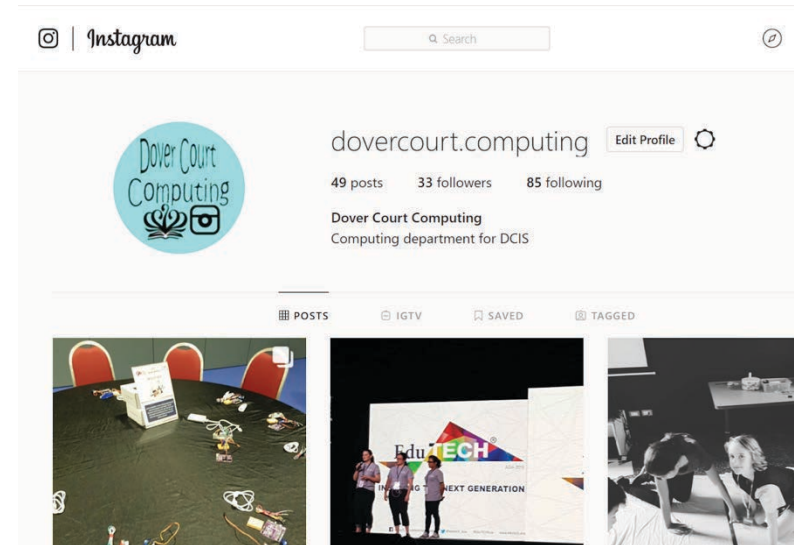 Instagram
Search
Dover Court
Computing
dovercourt.computing
Edit Profile
49 posts 33 followers 85 following
Dover Court Computing
Computing department for DCIS
POSTS IGTV SAVED TAGGED
EduTECH
NEXT GENERATION